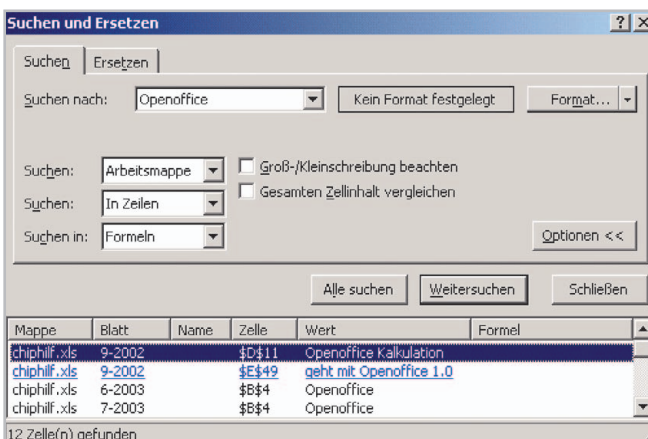 Suchen und Ersetzen
Suchen Ersetzen
Suchen nach: Openoffice Kein Format festgelegt Format...
Suchen: Arbeitsmappe Groß-/Kleinschreibung beachten
Suchen: In Zeilen Gesamten Zellinhalt vergleichen
Suchen in: Formeln Optionen <<
Alle suchen Weitersuchen Schließen
Mappe Blatt Name Zelle Wert Formel
chiphilf.xls 9-2002 $D$11 Openoffice Kalkulation
chiphilf.xls 9-2002 $E$49 geht mit Openoffice 1.0
chiphilf.xls 6-2003 $B$4 Openoffice
chiphilf.xls 7-2003 $B$4 Openoffice
12 Zelle(n) gefunden